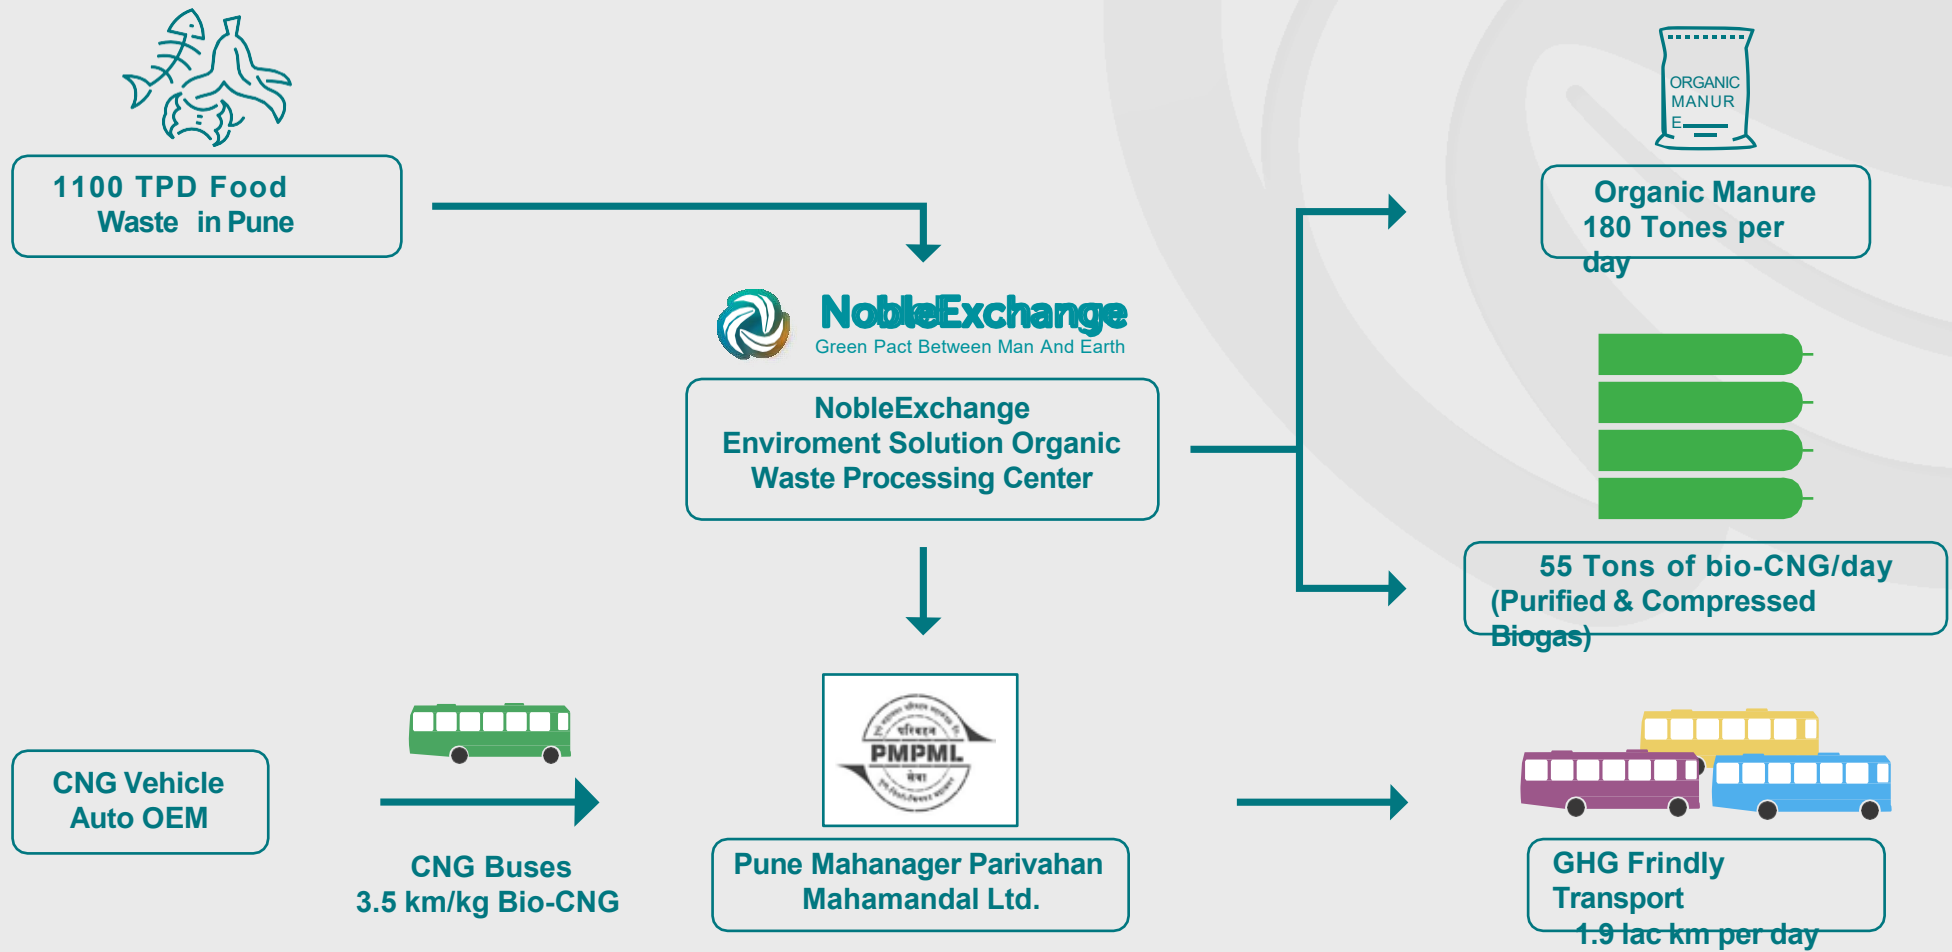 ORGANIC
MANUR
E
1100 TPD Food
Waste in Pune
Organic Manure
180 Tones per
day
NobleExchange
Green Pact Between Man And Earth
NobleExchange
Enviroment Solution Organic
Waste Processing Center
55 Tons of bio-CNG/day
(Purified & Compressed
Biogas)
परिवहन
PMPML
सेवा
CNG Vehicle
Auto OEM
CNG Buses
3.5 km/kg Bio-CNG
Pune Mahanager Parivahan
Mahamandal Ltd.
GHG Frindly
Transport
1.9 lac km per day